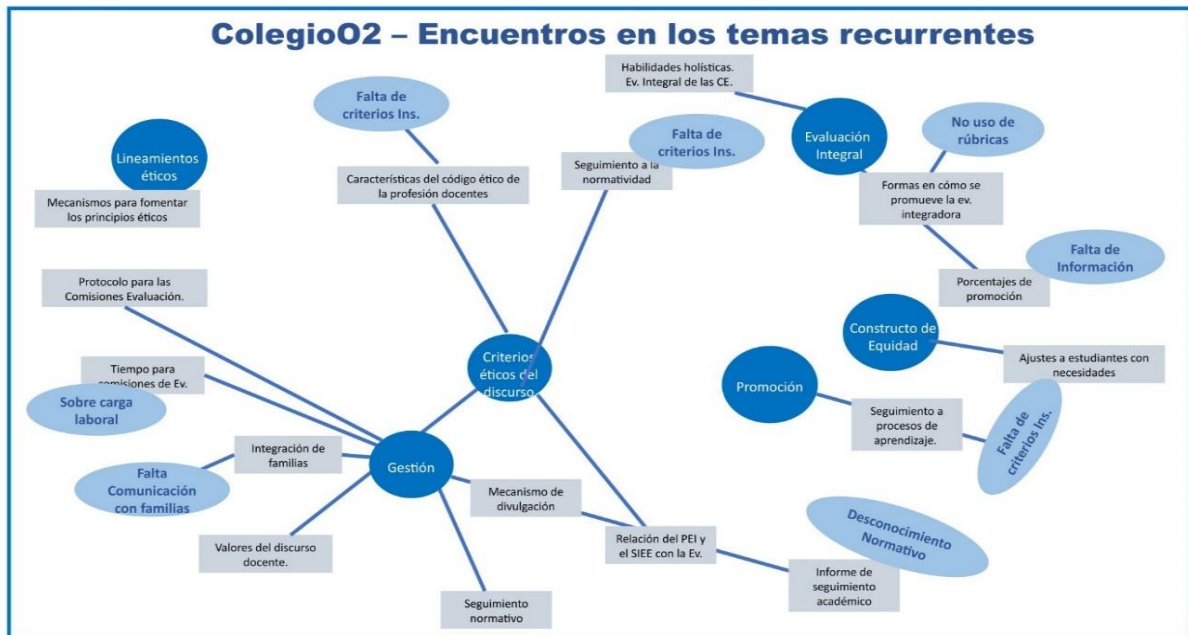 ColegioO2 – Encuentros en los temas recurrentes
Habilidades holísticas.
Ev. Integral de las CE.
Falta de
criterios Ins.
No uso de
rúbricas
Falta de
criterios Ins.
Evaluación
Integral
Lineamientos
éticos
Seguimiento a la
normatividad
Características del código ético de
la profesión docentes
Formas en cómo se
promueve la ev.
integradora
Mecanismos para fomentar
los principios éticos
Falta de
Información
Protocolo para las
Comisiones Evaluación.
Porcentajes de
promoción
Constructo de
Equidad
Criterios
éticos del
discurso
Tiempo para
comisiones de Ev.
Ajustes a estudiantes con
necesidades
Promoción
Sobre carga
laboral
Seguimiento a
procesos de
aprendizaje.
Falta de
criterios Ins.
Integración de
familias
Gestión
Falta
Comunicación
con familias
Mecanismo de
divulgación
Desconocimiento
Normativo
Relación del PEI y
el SIEE con la Ev.
Valores del discurso
docente.
Informe de
seguimiento
académico
Seguimiento
normativo